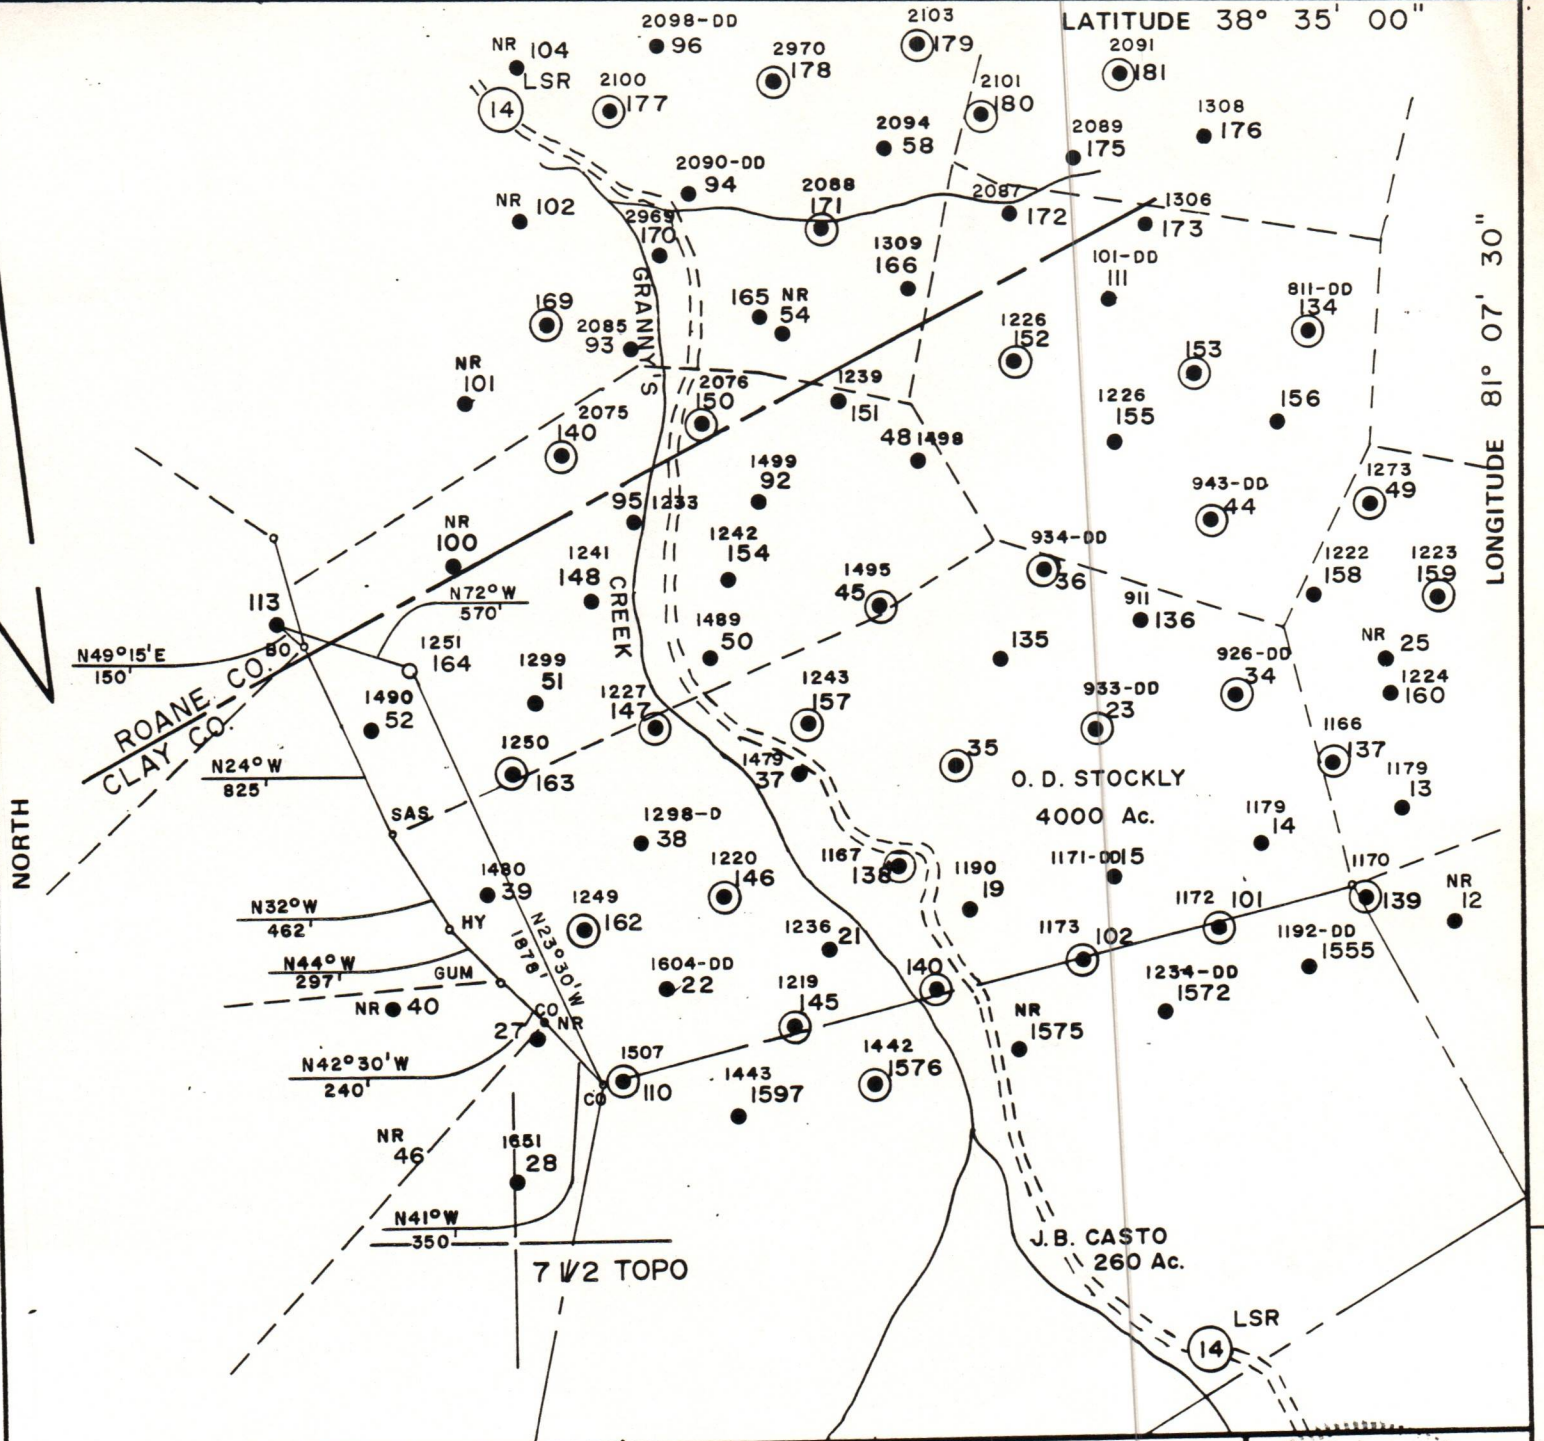 LATITUDE 38° 35' 00"
LONGITUDE 81° 07' 30"
NORTH
NR 104
LSR
14
2098-DD
96
2100
177
2970
178
2103
179
2101
180
2091
181
1308
176
2094
58
2089
175
2090-DD
94
2088
171
2087
172
1306
173
NR 102
2969
170
1309
166
101-DD
111
811-DD
134
169
2085
93
165
NR
54
1226
152
153
GRANNY'S
CREEK
NR
101
2075
140
2076
150
1239
151
48 1498
1226
155
156
1499
92
943-DD
44
1273
49
95 1233
NR
100
1241
148
1242
154
1495
45
934-DD
36
1222
158
1223
159
N72°W
570'
113
BO
N49°15'E
150'
1251
164
1489
50
135
911
136
NR 25
1224
160
926-DD
34
ROANE CO.
CLAY CO.
1490
52
1299
51
1227
147
1243
157
933-DD
23
1166
137
1250
163
1479
37
35
O. D. STOCKLY
4000 Ac.
1179
13
1179
14
N24°W
825'
SAS
1298-D
38
1167
138
1171-DD 15
1170
139
1480
39
1249
162
1220
146
1190
19
1172
101
NR
12
N32°W
462'
HY
N23°30'W
1878'
1236
21
1173
102
1192-DD
1555
N44°W
297'
GUM
1604-DD
22
1219
145
140
1234-DD
1572
NR 40
CO
NR
27
NR
1575
N42°30'W
240'
1507
110
CO
1443
1597
1442
1576
NR
46
1651
28
N41°W
350'
7 1/2 TOPO
J.B. CASTO
260 Ac.
LSR
14